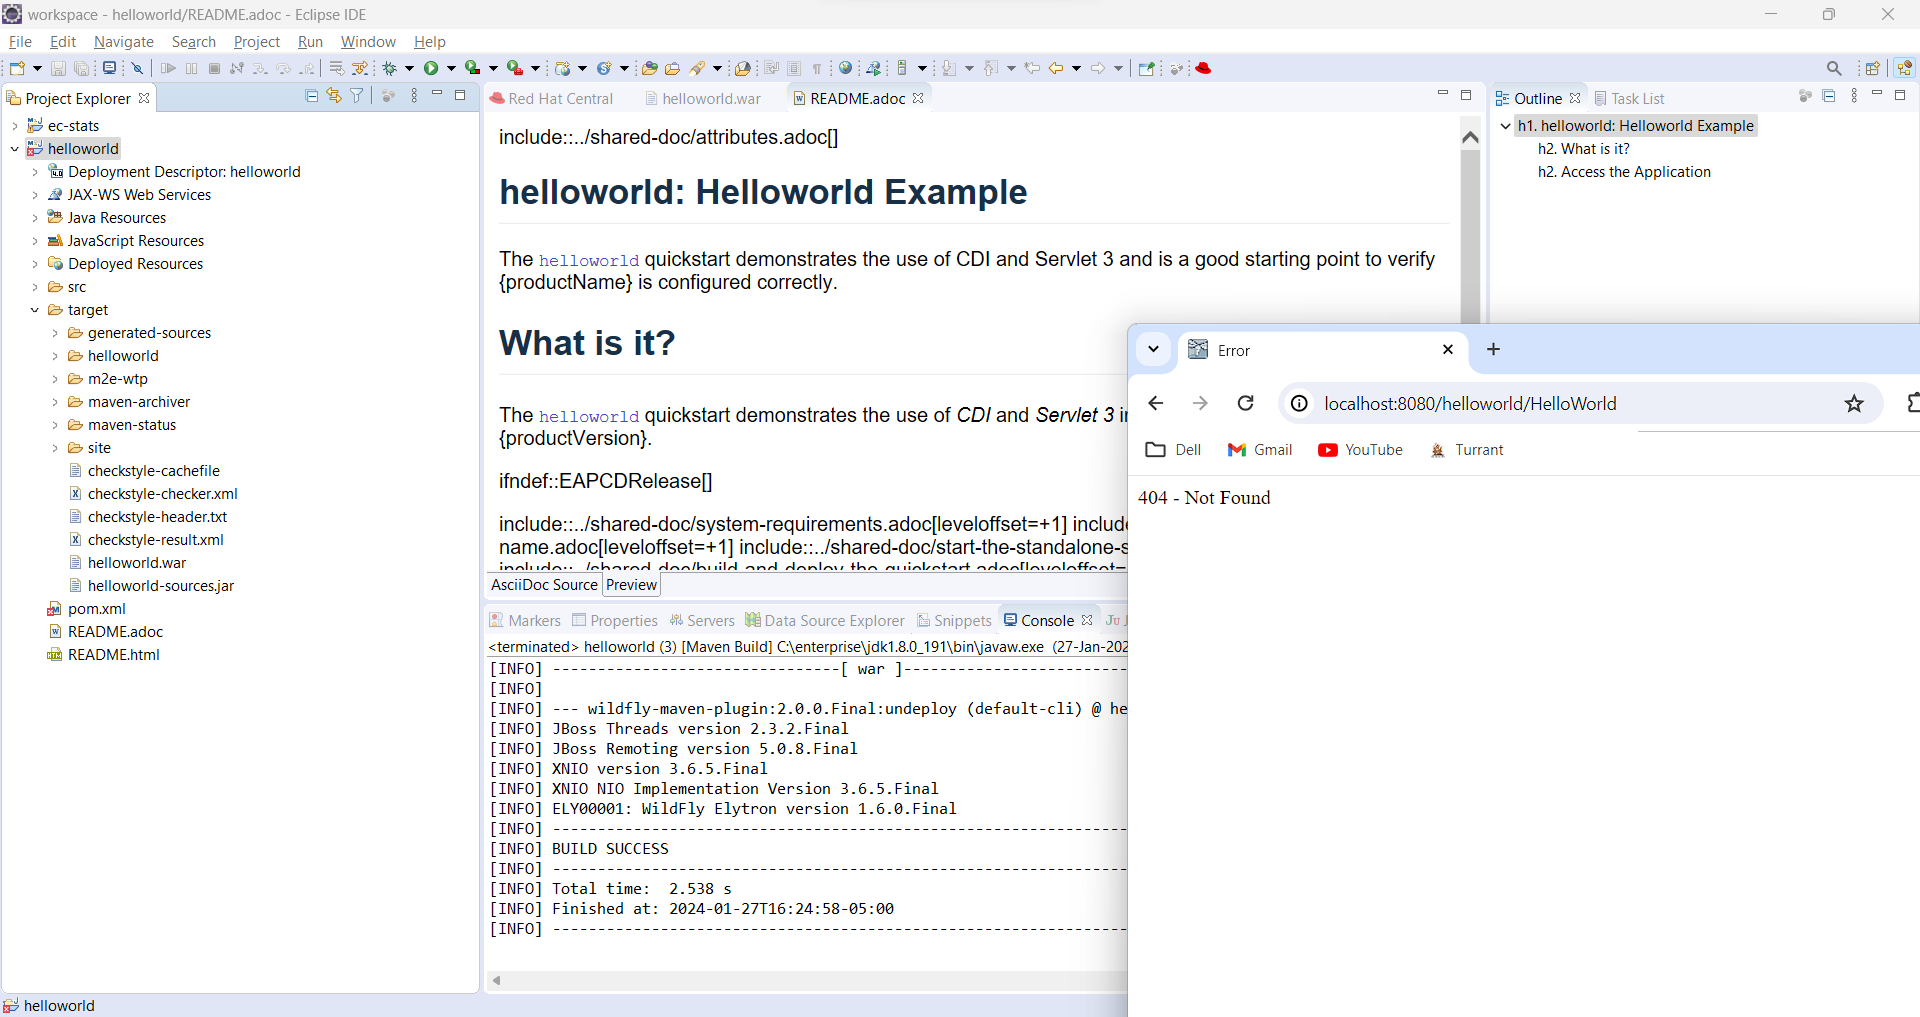 workspace - helloworld/README.adoc - Eclipse IDE
File Edit Navigate Search Project Run Window Help
Project Explorer
ec-stats
helloworld
Deployment Descriptor: helloworld
JAX-WS Web Services
Java Resources
JavaScript Resources
Deployed Resources
src
target
generated-sources
helloworld
m2e-wtp
maven-archiver
maven-status
site
checkstyle-cachefile
checkstyle-checker.xml
checkstyle-header.txt
checkstyle-result.xml
helloworld.war
helloworld-sources.jar
pom.xml
README.adoc
README.html
helloworld
Red Hat Central helloworld.war README.adoc
include::../shared-doc/attributes.adoc[]
helloworld: Helloworld Example
The helloworld quickstart demonstrates the use of CDI and Servlet 3 and is a good starting point to verify
{productName} is configured correctly.
What is it?
The helloworld quickstart demonstrates the use of CDI and Servlet 3 i
{productVersion}.
ifndef::EAPCDRelease[]
include::../shared-doc/system-requirements.adoc[leveloffset=+1] include
name.adoc[leveloffset=+1] include::../shared-doc/start-the-standalone-s
include::../shared-doc/build-and-deploy-the-quickstart.adoc[leveloffset=
AsciiDoc Source Preview
Markers Properties Servers Data Source Explorer Snippets Console Ju J
<terminated> helloworld (3) [Maven Build] C:\enterprise\jdk1.8.0_191\bin\javaw.exe (27-Jan-202
[INFO] --------------------------------[ war ]-------------------------
[INFO]
[INFO] --- wildfly-maven-plugin:2.0.0.Final:undeploy (default-cli) @ he
[INFO] JBoss Threads version 2.3.2.Final
[INFO] JBoss Remoting version 5.0.8.Final
[INFO] XNIO version 3.6.5.Final
[INFO] XNIO NIO Implementation Version 3.6.5.Final
[INFO] ELY00001: WildFly Elytron version 1.6.0.Final
[INFO] ----------------------------------------------------------------
[INFO] BUILD SUCCESS
[INFO] ----------------------------------------------------------------
[INFO] Total time: 2.538 s
[INFO] Finished at: 2024-01-27T16:24:58-05:00
[INFO] ----------------------------------------------------------------
Outline Task List
h1. helloworld: Helloworld Example
h2. What is it?
h2. Access the Application
Error
localhost:8080/helloworld/HelloWorld
Dell Gmail YouTube Turrant
404 - Not Found